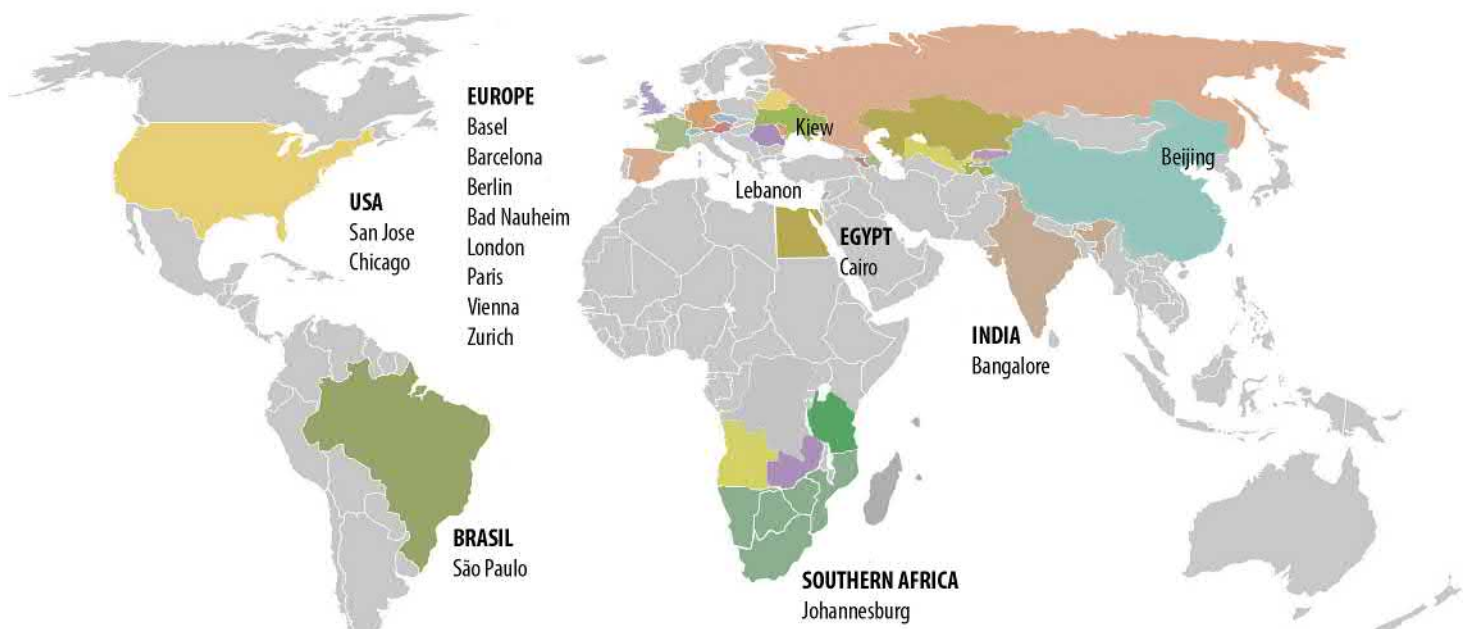 EUROPE
Basel
Barcelona
Berlin
Bad Nauheim
London
Paris
Vienna
Zurich
USA
San Jose
Chicago
Kiew
Beijing
Lebanon
EGYPT
Cairo
INDIA
Bangalore
BRASIL
São Paulo
SOUTHERN AFRICA
Johannesburg